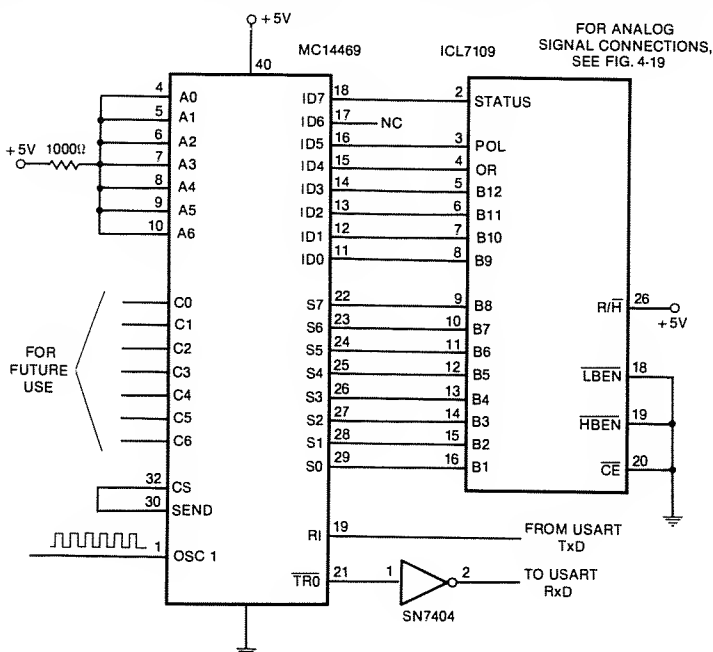 +5V
MC14469
ICL7109
FOR ANALOG
SIGNAL CONNECTIONS,
SEE FIG. 4-19
40
4 A0
5 A1
6 A2
+5V 1000Ω 7 A3
8 A4
9 A5
10 A6
C0
C1
C2
C3
C4
C5
C6
FOR
FUTURE
USE
32 CS
30 SEND
1 OSC 1
ID7 18
ID6 17 NC
ID5 16
ID4 15
ID3 14
ID2 13
ID1 12
ID0 11
S7 22
S6 23
S5 24
S4 25
S3 26
S2 27
S1 28
S0 29
RI 19
TR0 21
2 STATUS
3 POL
4 OR
5 B12
6 B11
7 B10
8 B9
9 B8
10 B7
11 B6
12 B5
13 B4
14 B3
15 B2
16 B1
R/H̅ 26
+5V
L̅B̅E̅N̅ 18
H̅B̅E̅N̅ 19
C̅E̅ 20
FROM USART
TxD
1 2
SN7404
TO USART
RxD